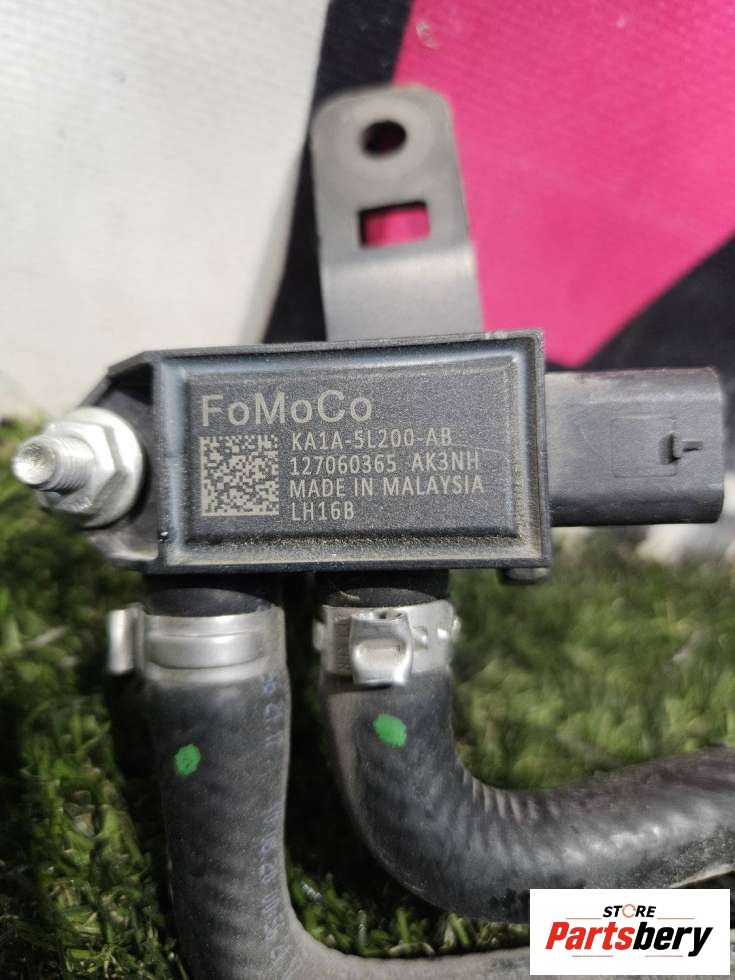 FoMoCo
KA1A-5L200-AB
127060365 AK3NH
MADE IN MALAYSIA
LH16B
STORE
Partsbery